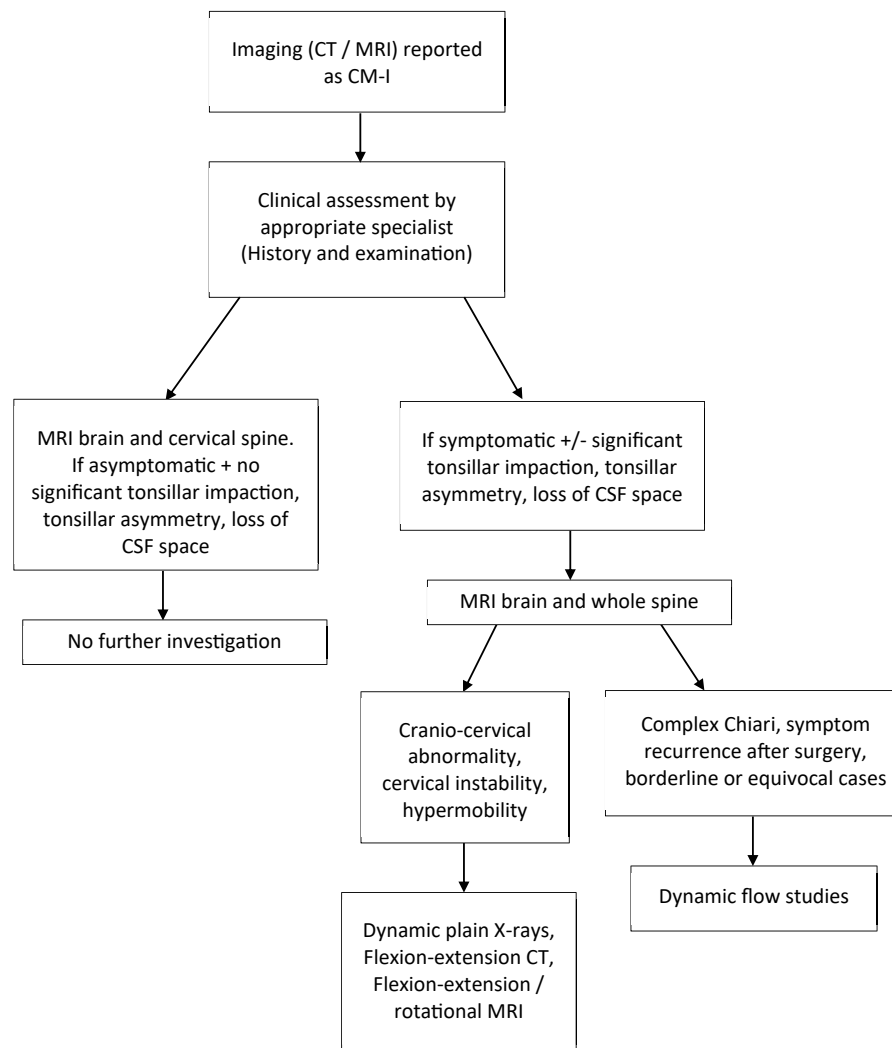 Imaging (CT / MRI) reported
as CM-I
Clinical assessment by
appropriate specialist
(History and examination)
MRI brain and cervical spine.
If asymptomatic + no
significant tonsillar impaction,
tonsillar asymmetry, loss of
CSF space
If symptomatic +/- significant
tonsillar impaction, tonsillar
asymmetry, loss of CSF space
No further investigation
MRI brain and whole spine
Cranio-cervical
abnormality,
cervical instability,
hypermobility
Complex Chiari, symptom
recurrence after surgery,
borderline or equivocal cases
Dynamic plain X-rays,
Flexion-extension CT,
Flexion-extension /
rotational MRI
Dynamic flow studies